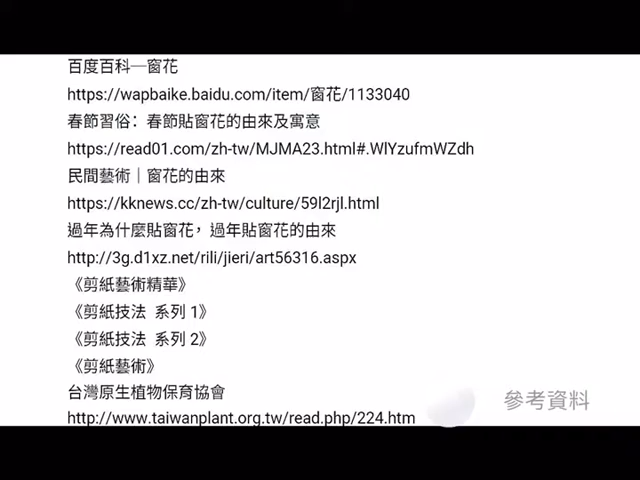 百度百科─窗花
https://wapbaike.baidu.com/item/窗花/1133040
春節習俗：春節貼窗花的由來及寓意
https://read01.com/zh-tw/MJMA23.html#.WlYzufmWZdh
民間藝術｜窗花的由來
https://kknews.cc/zh-tw/culture/59l2rjl.html
過年為什麼貼窗花，過年貼窗花的由來
http://3g.d1xz.net/rili/jieri/art56316.aspx
《剪紙藝術精華》
《剪紙技法 系列 1》
《剪紙技法 系列 2》
《剪紙藝術》
台灣原生植物保育協會
http://www.taiwanplant.org.tw/read.php/224.htm
參考資料